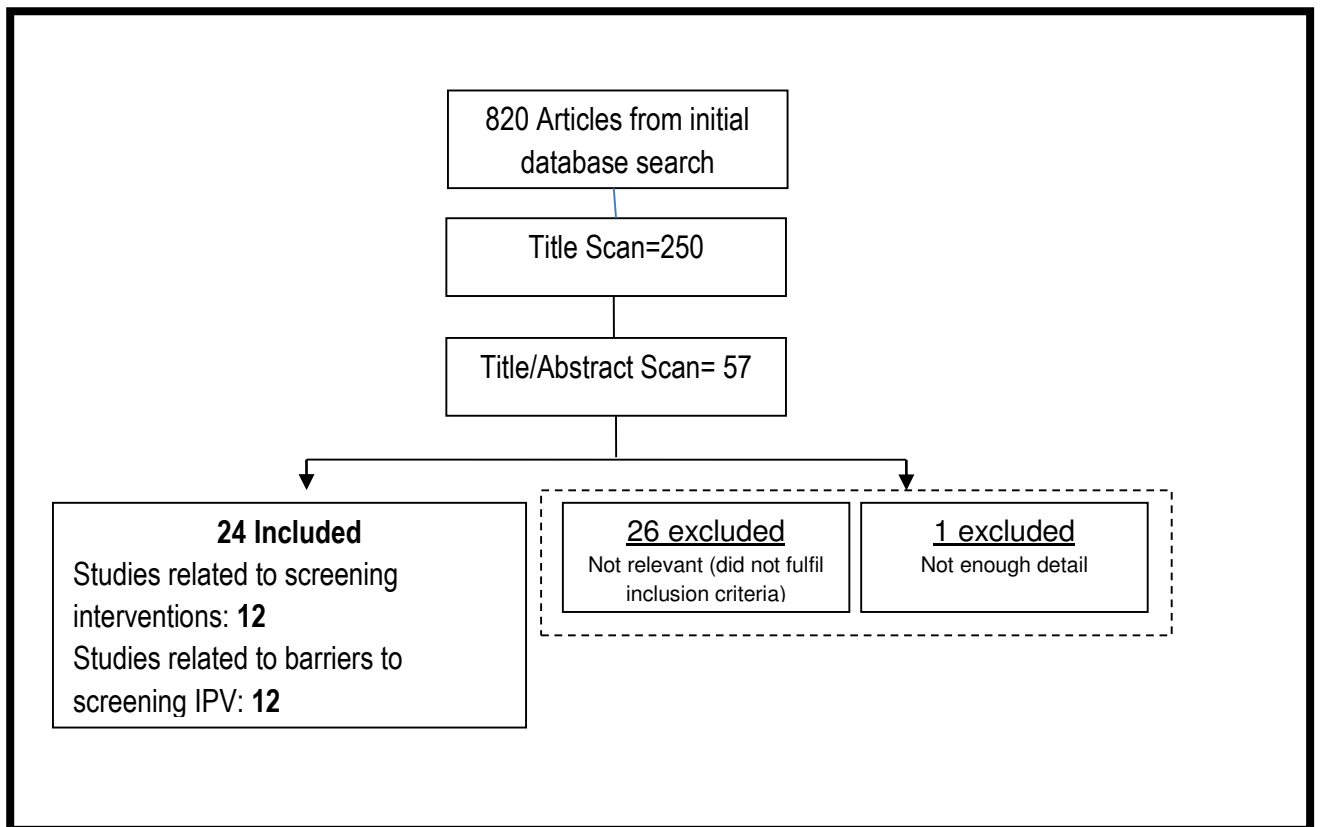 820 Articles from initial
database search
Title Scan=250
Title/Abstract Scan= 57
24 Included
Studies related to screening
interventions: 12
Studies related to barriers to
screening IPV: 12
26 excluded
Not relevant (did not fulfil
inclusion criteria)
1 excluded
Not enough detail